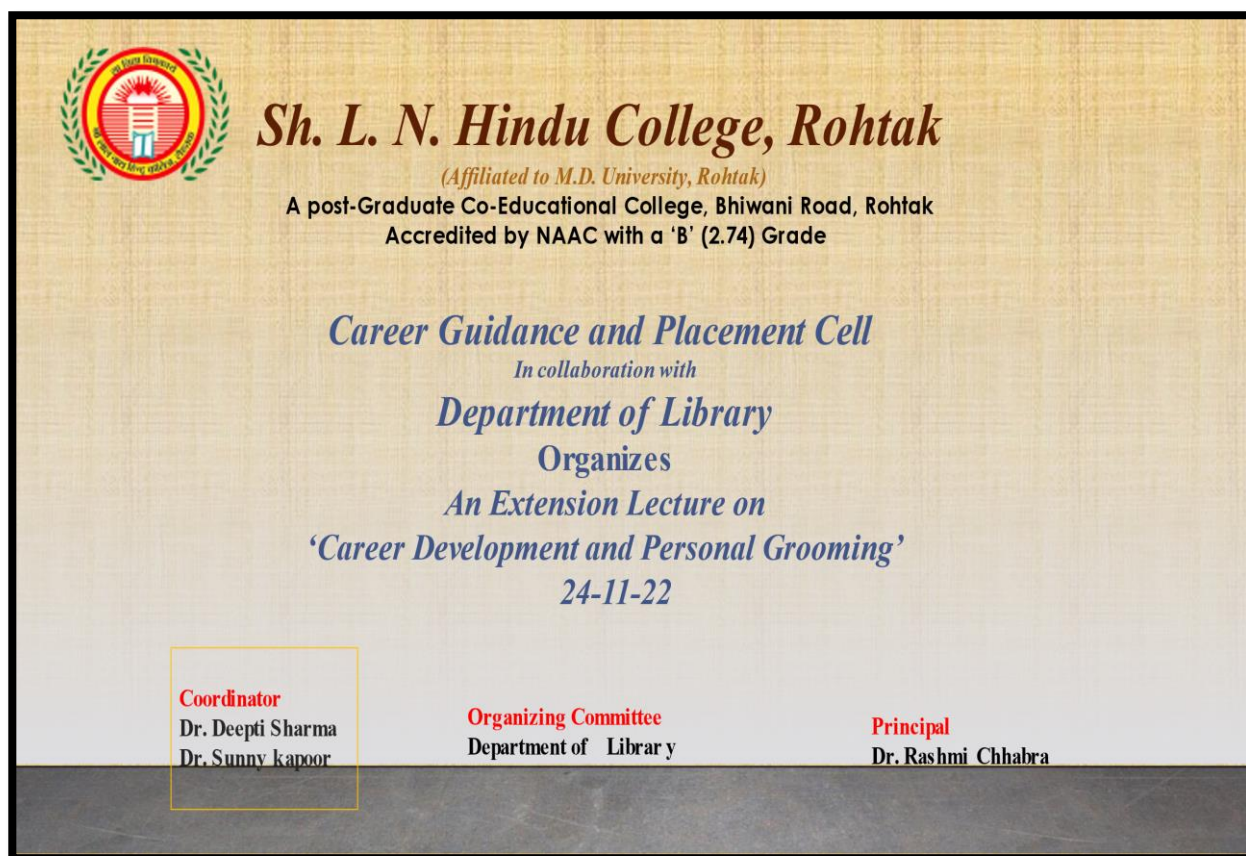 Sh. L. N. Hindu College, Rohtak
(Affiliated to M.D. University, Rohtak)
A post-Graduate Co-Educational College, Bhiwani Road, Rohtak
Accredited by NAAC with a ‘B’ (2.74) Grade
Career Guidance and Placement Cell
In collaboration with
Department of Library
Organizes
An Extension Lecture on
‘Career Development and Personal Grooming’
24-11-22
Coordinator
Dr. Deepti Sharma
Dr. Sunny kapoor
Organizing Committee
Department of Library
Principal
Dr. Rashmi Chhabra